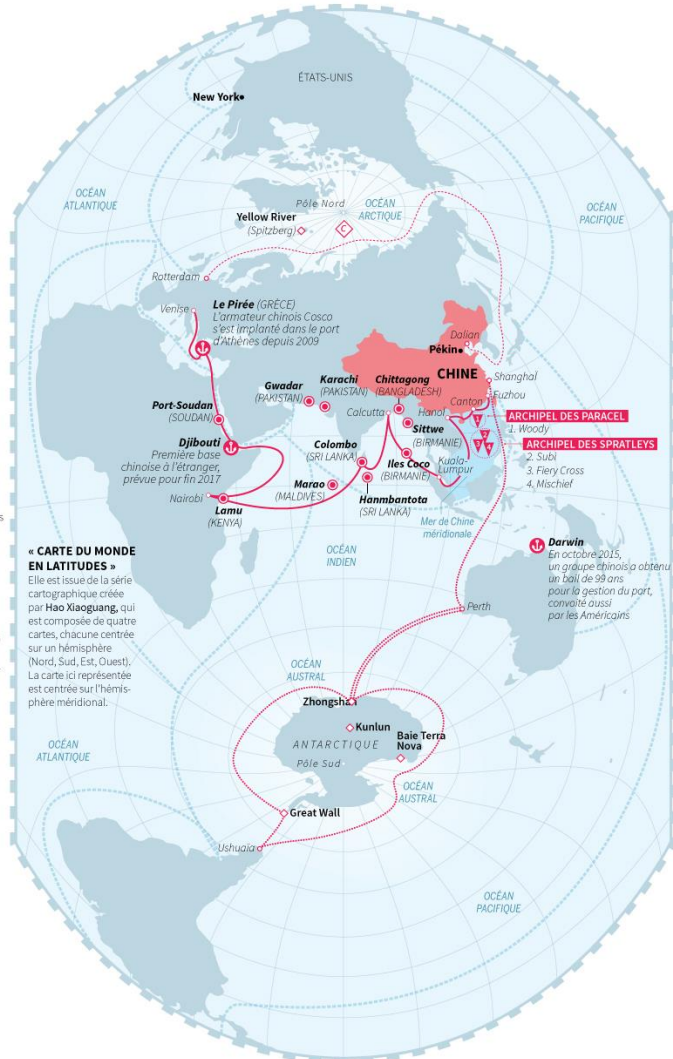 ÉTATS-UNIS
New York
OCÉAN
ATLANTIQUE
Pôle Nord
OCÉAN
ARCTIQUE
OCÉAN
PACIFIQUE
Yellow River
(Spitzberg)
C
Rotterdam
Venise
Le Pirée (GRÈCE)
L'armateur chinois Cosco
s'est implanté dans le port
d'Athènes depuis 2009
Dalian
Pékin
CHINE
Shanghaï
Fuzhou
Canton
Hanoï
Gwadar
(PAKISTAN)
Karachi
(PAKISTAN)
Chittagong
(BANGLADESH)
Calcutta
Sittwe
(BIRMANIE)
ARCHIPEL DES PARACEL
1. Woody
ARCHIPEL DES SPRATLEYS
2. Subi
3. Fiery Cross
4. Mischief
1
2
3
4
Port-Soudan
(SOUDAN)
Djibouti
Première base
chinoise à l'étranger,
prévue pour fin 2017
Colombo
(SRI LANKA)
Iles Coco
(BIRMANIE)
Kuala-
Lumpur
Nairobi
Lamu
(KENYA)
Marao
(MALDIVES)
Hanmbantota
(SRI LANKA)
Mer de Chine
méridionale
OCÉAN
INDIEN
Darwin
En octobre 2015,
un groupe chinois a obtenu
un bail de 99 ans
pour la gestion du port,
convoité aussi
par les Américains
Perth
« CARTE DU MONDE
EN LATITUDES »
Elle est issue de la série
cartographique créée
par Hao Xiaoguang, qui
est composée de quatre
cartes, chacune centrée
sur un hémisphère
(Nord, Sud, Est, Ouest).
La carte ici représentée
est centrée sur l'hémis-
phère méridional.
OCÉAN
AUSTRAL
Zhongshan
Kunlun
Baie Terra
Nova
ANTARCTIQUE
Pôle Sud
OCÉAN
ATLANTIQUE
OCÉAN
AUSTRAL
Great Wall
Ushuaia
OCÉAN
PACIFIQUE